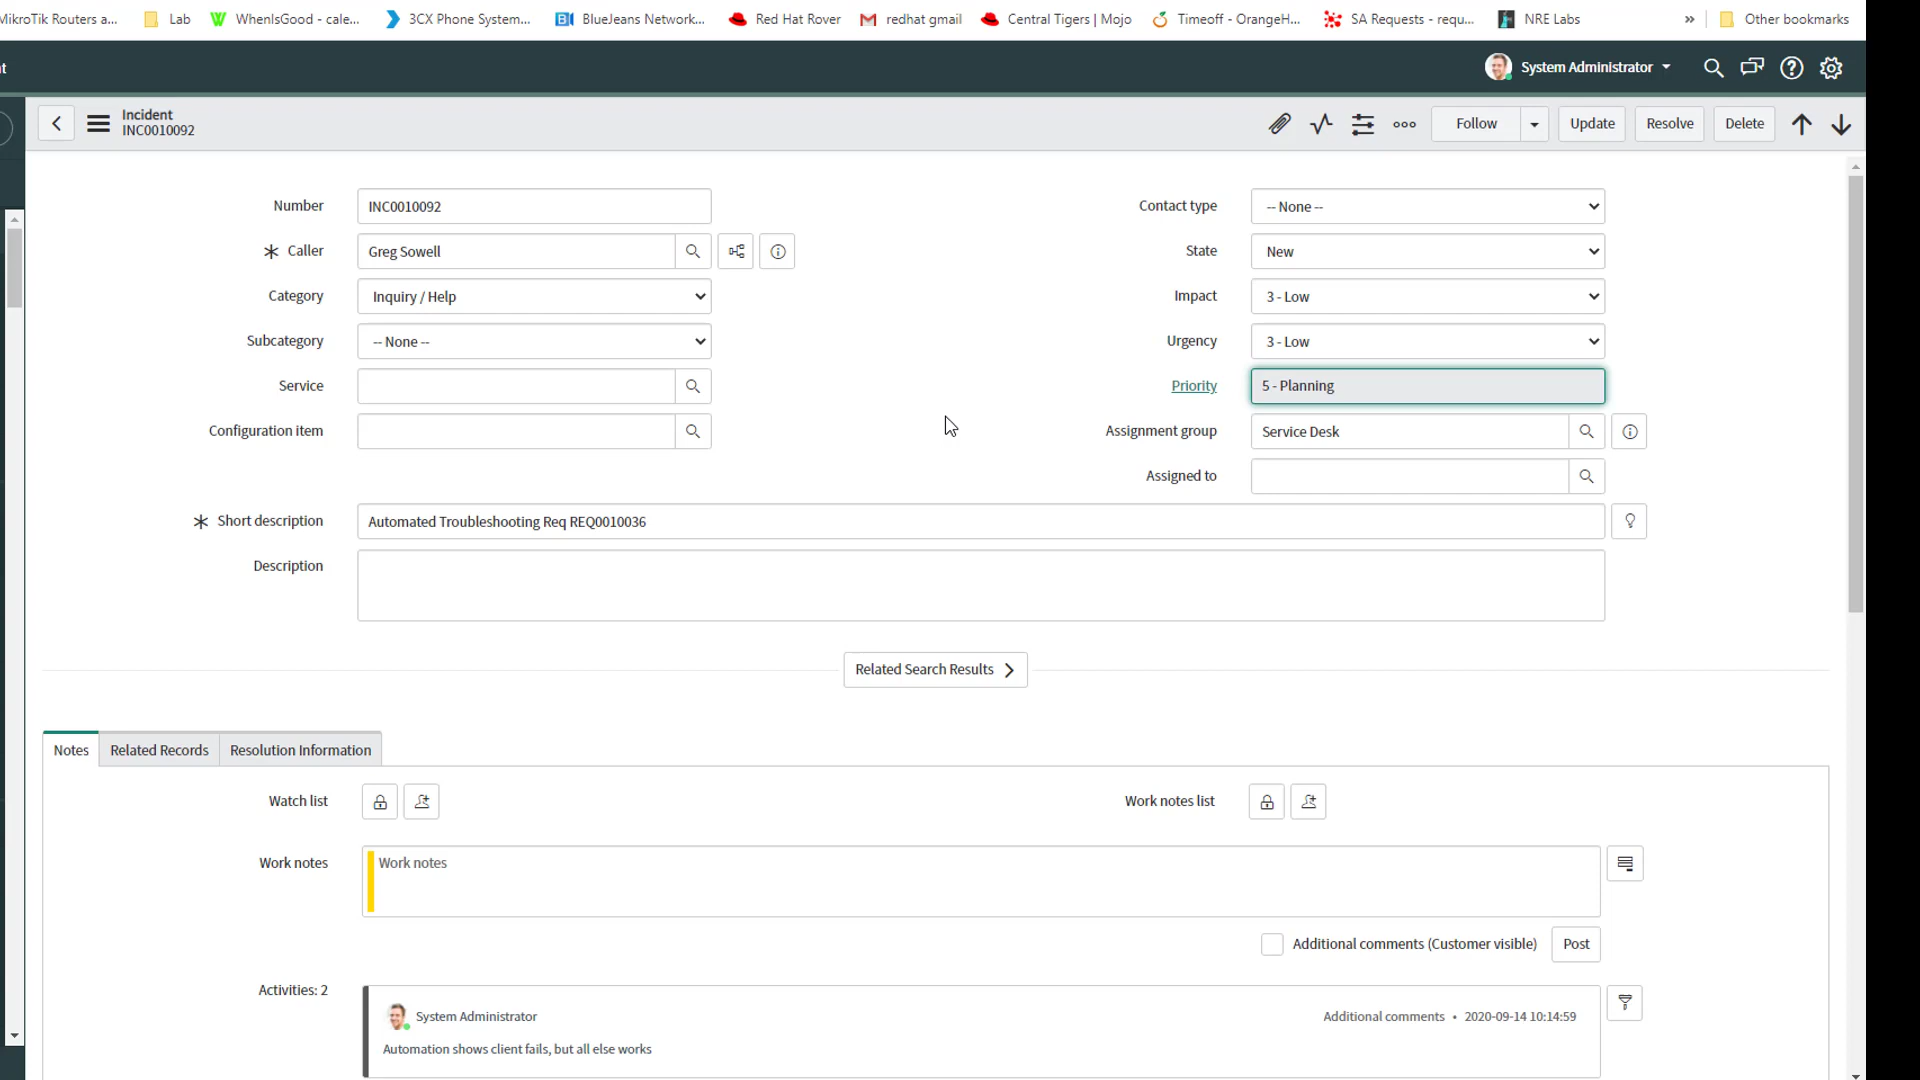 MikroTik Routers a...
Lab
WhenIsGood - cale...
3CX Phone System...
BlueJeans Network...
Red Hat Rover
redhat gmail
Central Tigers | Mojo
Timeoff - OrangeH...
SA Requests - requ...
NRE Labs
»
Other bookmarks
System Administrator
Incident
INC0010092
Follow
Update
Resolve
Delete
Number INC0010092
Contact type -- None --
Caller Greg Sowell
State New
Category Inquiry / Help
Impact 3 - Low
Subcategory -- None --
Urgency 3 - Low
Service
Priority 5 - Planning
Configuration item
Assignment group Service Desk
Assigned to
Short description Automated Troubleshooting Req REQ0010036
Description
Related Search Results
Notes
Related Records
Resolution Information
Watch list
Work notes list
Work notes Work notes
Additional comments (Customer visible)
Post
Activities: 2
System Administrator
Additional comments • 2020-09-14 10:14:59
Automation shows client fails, but all else works